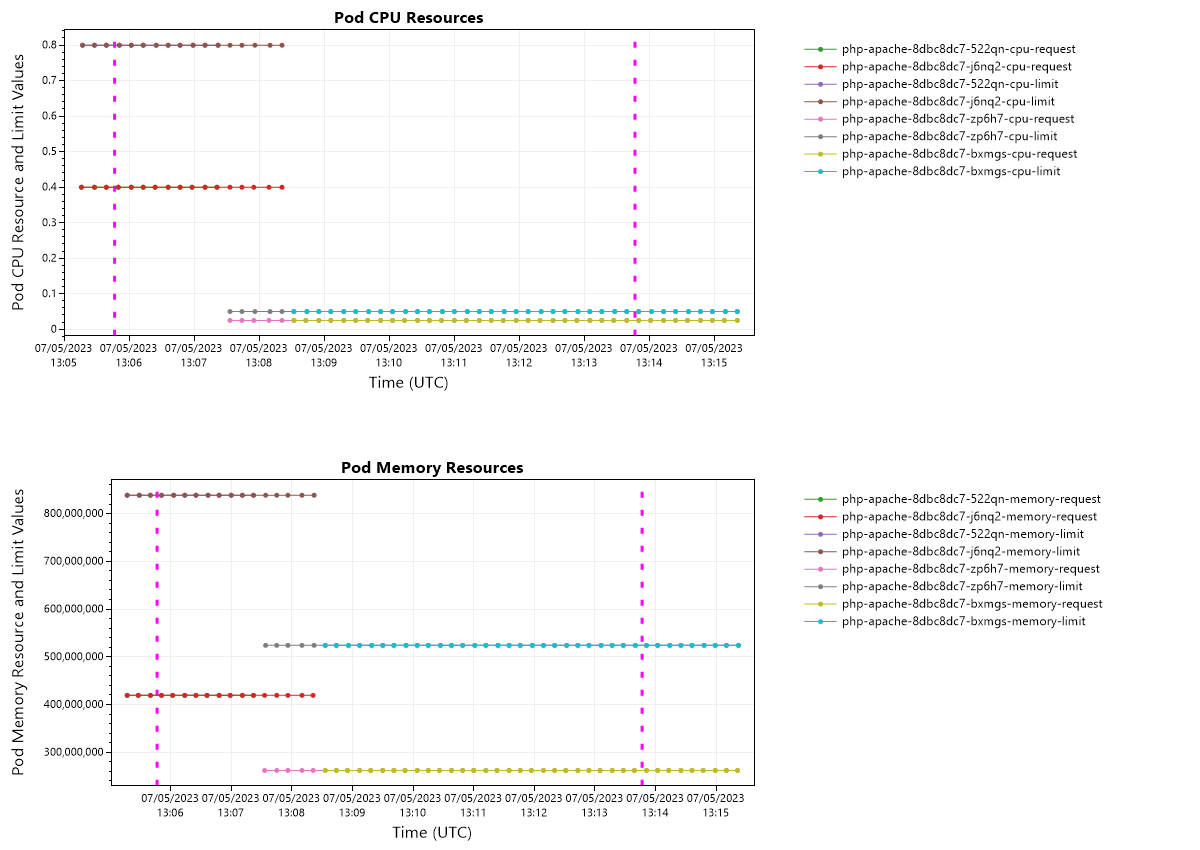 Pod CPU Resources
Pod CPU Resource and Limit Values
0.8
0.7
0.6
0.5
0.4
0.3
0.2
0.1
0
07/05/2023 07/05/2023 07/05/2023 07/05/2023 07/05/2023 07/05/2023 07/05/2023 07/05/2023 07/05/2023 07/05/2023 07/05/2023
13:05 13:06 13:07 13:08 13:09 13:10 13:11 13:12 13:13 13:14 13:15
Time (UTC)
php-apache-8dbc8dc7-522qn-cpu-request
php-apache-8dbc8dc7-j6nq2-cpu-request
php-apache-8dbc8dc7-522qn-cpu-limit
php-apache-8dbc8dc7-j6nq2-cpu-limit
php-apache-8dbc8dc7-zp6h7-cpu-request
php-apache-8dbc8dc7-zp6h7-cpu-limit
php-apache-8dbc8dc7-bxmgs-cpu-request
php-apache-8dbc8dc7-bxmgs-cpu-limit
Pod Memory Resources
Pod Memory Resource and Limit Values
800,000,000
700,000,000
600,000,000
500,000,000
400,000,000
300,000,000
07/05/2023 07/05/2023 07/05/2023 07/05/2023 07/05/2023 07/05/2023 07/05/2023 07/05/2023 07/05/2023 07/05/2023
13:06 13:07 13:08 13:09 13:10 13:11 13:12 13:13 13:14 13:15
Time (UTC)
php-apache-8dbc8dc7-522qn-memory-request
php-apache-8dbc8dc7-j6nq2-memory-request
php-apache-8dbc8dc7-522qn-memory-limit
php-apache-8dbc8dc7-j6nq2-memory-limit
php-apache-8dbc8dc7-zp6h7-memory-request
php-apache-8dbc8dc7-zp6h7-memory-limit
php-apache-8dbc8dc7-bxmgs-memory-request
php-apache-8dbc8dc7-bxmgs-memory-limit